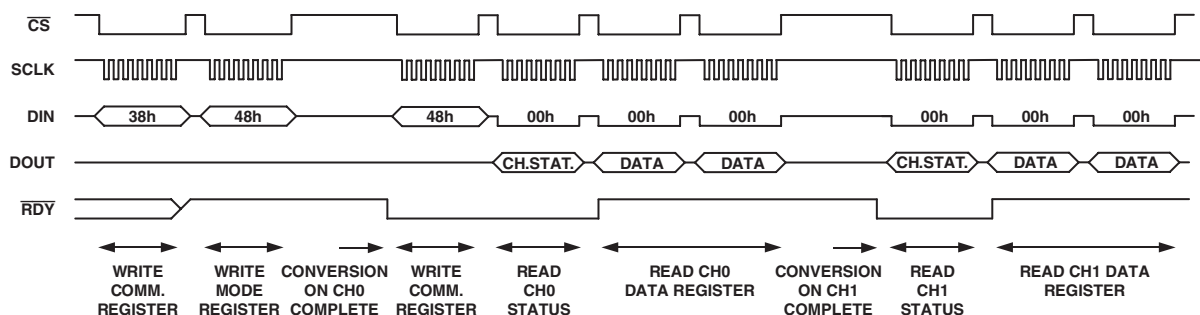 CS
SCLK
DIN 38h 48h 48h 00h 00h 00h 00h 00h 00h
DOUT CH.STAT. DATA DATA CH.STAT. DATA DATA
RDY
WRITE COMM. REGISTER
WRITE MODE REGISTER
CONVERSION ON CH0 COMPLETE
WRITE COMM. REGISTER
READ CH0 STATUS
READ CH0 DATA REGISTER
CONVERSION ON CH1 COMPLETE
READ CH1 STATUS
READ CH1 DATA REGISTER